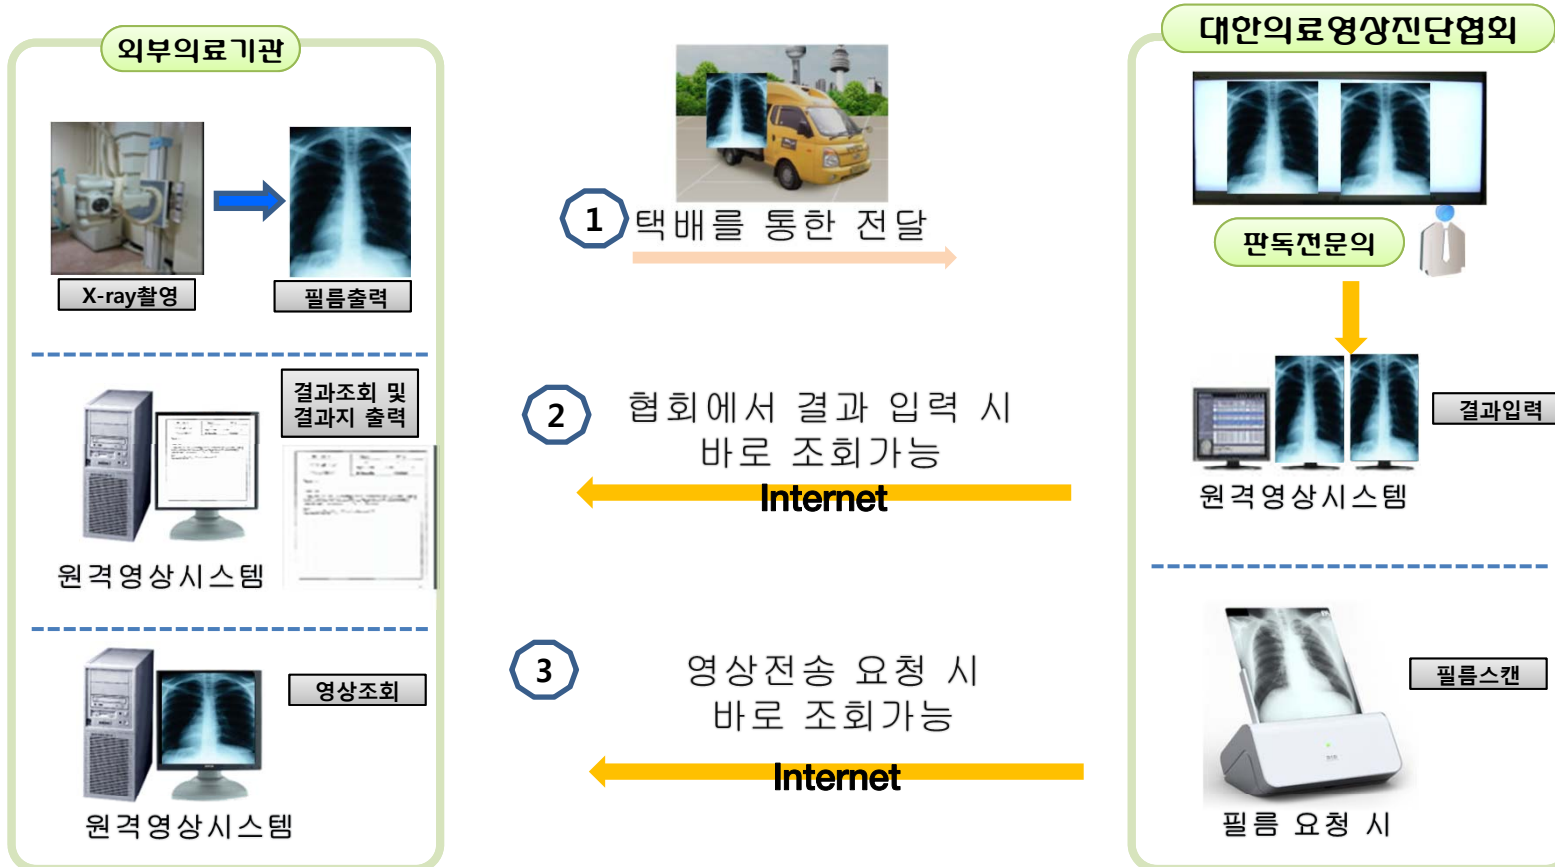 외부의료기관
대한의료영상진단협회
X-ray촬영
필름출력
1
택배를 통한 전달
판독전문의
결과조회 및
결과지 출력
원격영상시스템
2
협회에서 결과 입력 시
바로 조회가능
Internet
결과입력
원격영상시스템
영상조회
원격영상시스템
3
영상전송 요청 시
바로 조회가능
Internet
필름스캔
필름 요청 시